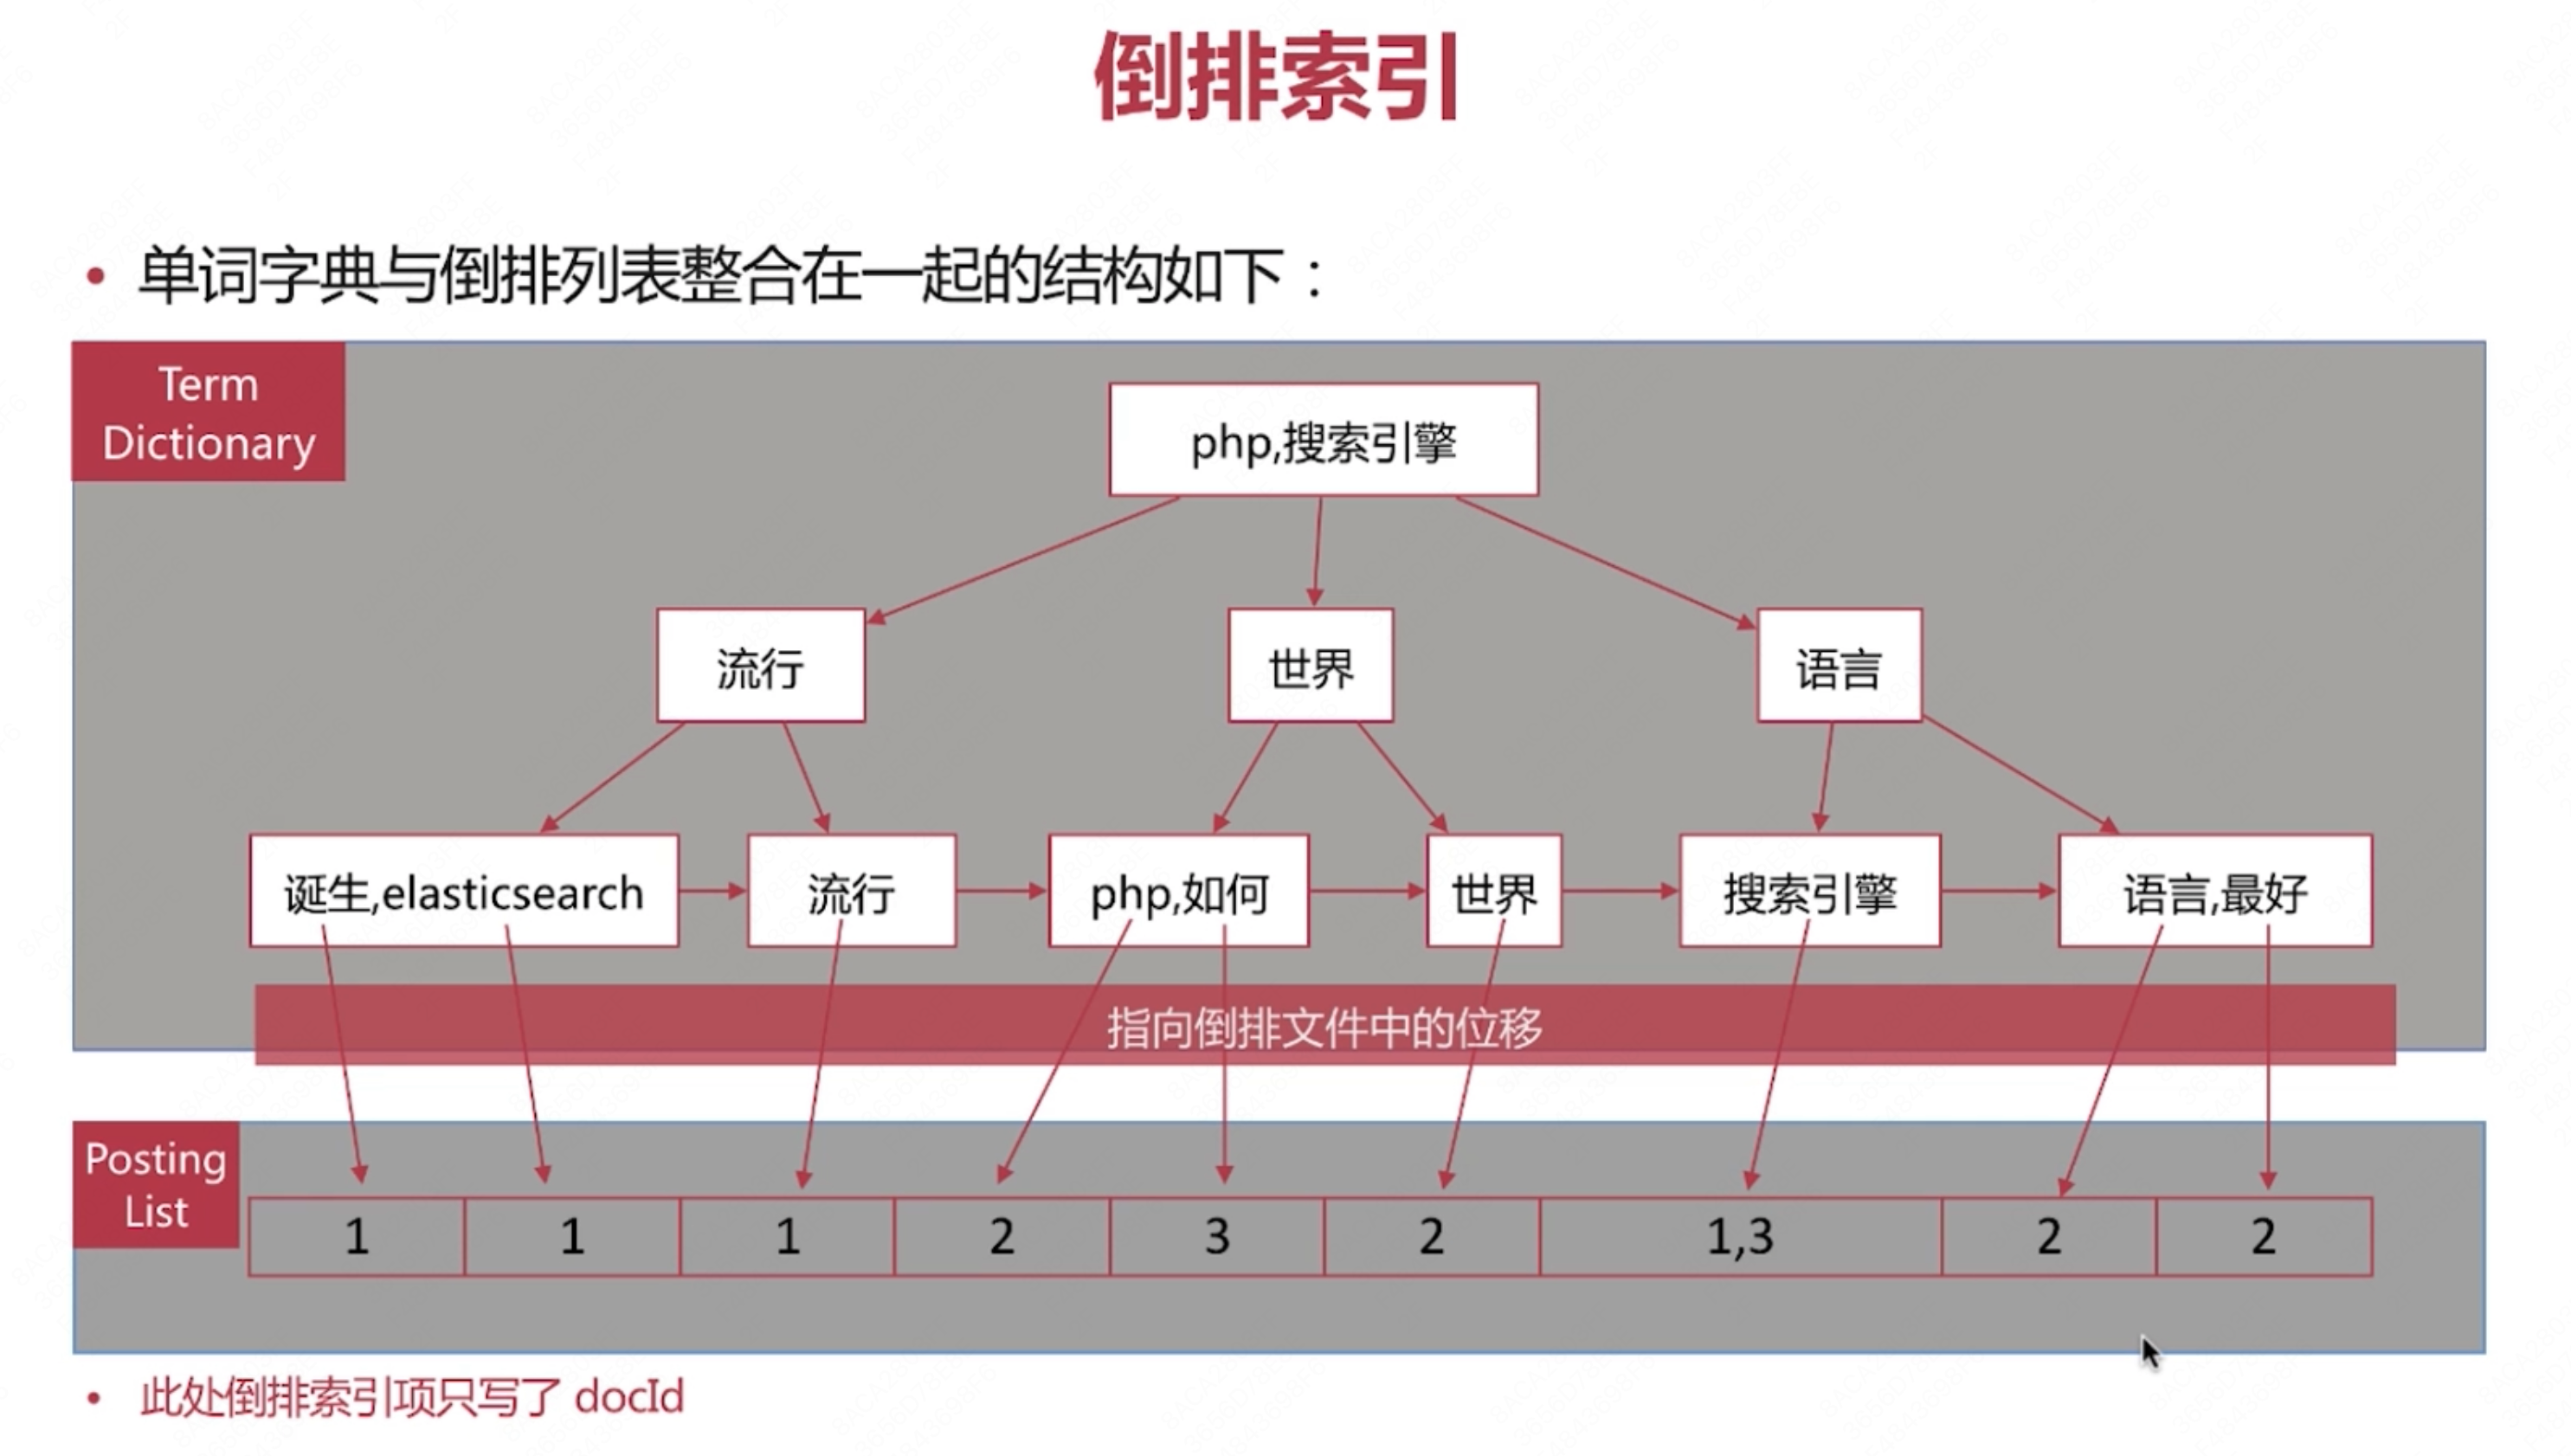 倒排索引
• 单词字典与倒排列表整合在一起的结构如下：
Term
Dictionary
php,搜索引擎
流行
世界
语言
诞生,elasticsearch
流行
php,如何
世界
搜索引擎
语言,最好
指向倒排文件中的位移
Posting
List
1
1
1
2
3
2
1,3
2
2
• 此处倒排索引项只写了 docId